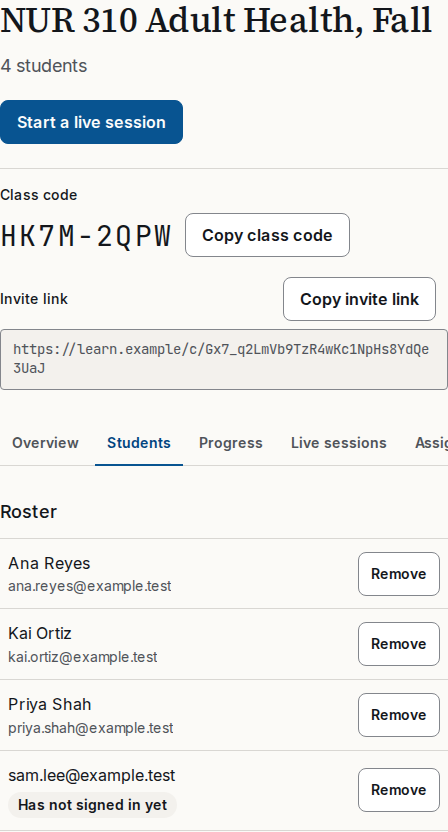 NUR 310 Adult Health, Fall
4 students
Start a live session
Class code
HK7M-2QPW
Copy class code
Invite link
Copy invite link
https://learn.example/c/Gx7_q2LmVb9TzR4wKc1NpHs8YdQe
3UaJ
Overview
Students
Progress
Live sessions
Roster
Ana Reyes
ana.reyes@example.test
Remove
Kai Ortiz
kai.ortiz@example.test
Remove
Priya Shah
priya.shah@example.test
Remove
sam.lee@example.test
Has not signed in yet
Remove